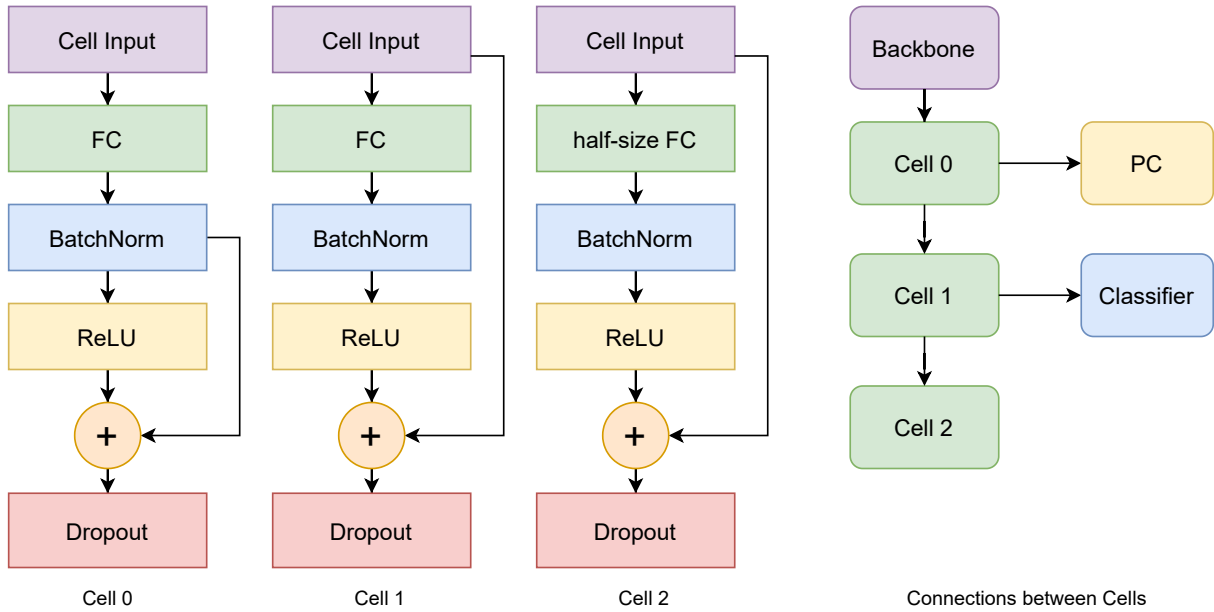 Cell Input
FC
BatchNorm
ReLU
+
Dropout
Cell 0
Cell Input
FC
BatchNorm
ReLU
+
Dropout
Cell 1
Cell Input
half-size FC
BatchNorm
ReLU
+
Dropout
Cell 2
Backbone
Cell 0
PC
Cell 1
Classifier
Cell 2
Connections between Cells